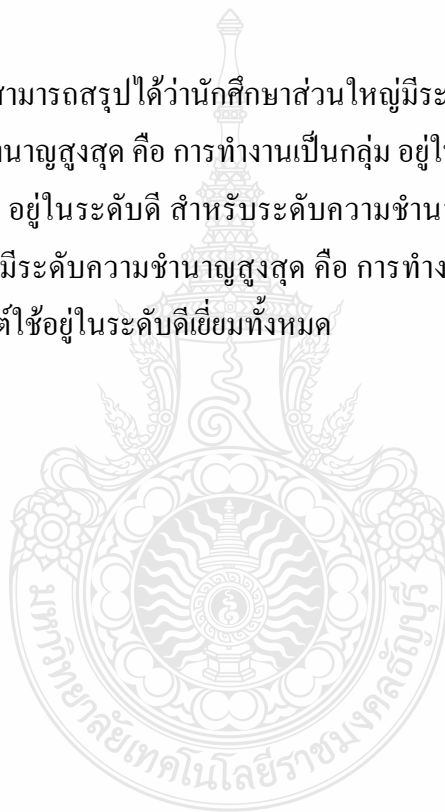 สามารถสรุปได้ว่านักศึกษาส่วนใหญ่มีระ
นาญสูงสุด คือ การทำงานเป็นกลุ่ม อยู่ใ
อยู่ในระดับดี สำหรับระดับความชำน
มีระดับความชำนาญสูงสุด คือ การทำง
ต์ใช้อยู่ในระดับดีเยี่ยมทั้งหมด
มหาวิทยาลัยเทคโนโลยีราชมงคลธัญบุรี